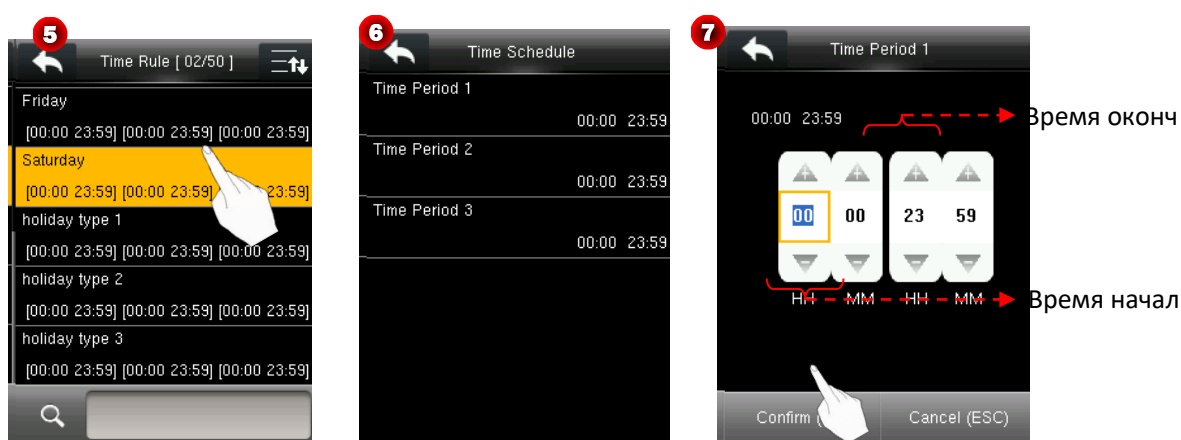 5
Time Rule [ 02/50 ]
Friday
[00:00 23:59] [00:00 23:59] [00:00 23:59]
Saturday
[00:00 23:59] [00:00 23:59] 23:59]
holiday type 1
[00:00 23:59] [00:00 23:59] [00:00 23:59]
holiday type 2
[00:00 23:59] [00:00 23:59] [00:00 23:59]
holiday type 3
[00:00 23:59] [00:00 23:59] [00:00 23:59]
6
Time Schedule
Time Period 1
00:00 23:59
Time Period 2
00:00 23:59
Time Period 3
00:00 23:59
7
Time Period 1
00:00 23:59
Время оконч
00 00 23 59
HH MM HH MM
Время начал
Confirm (
Cancel (ESC)